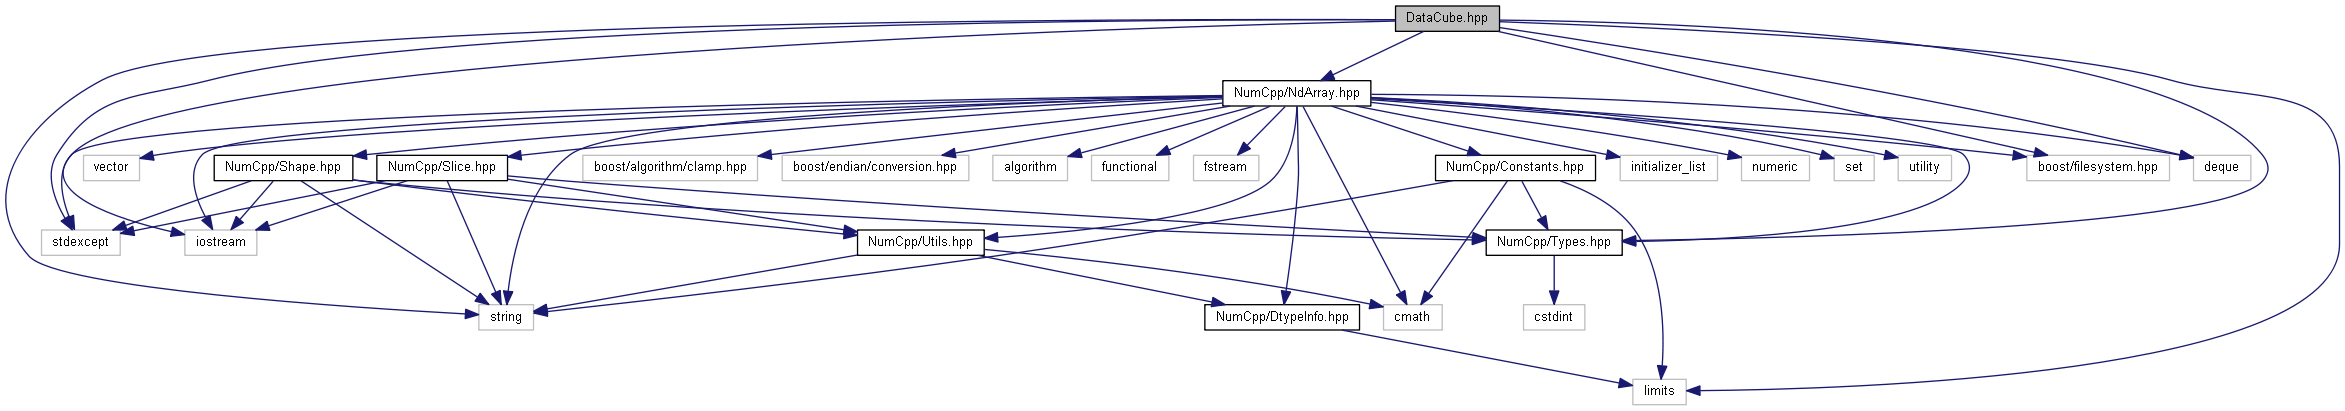 DataCube.hpp
NumCpp/NdArray.hpp
vector
NumCpp/Shape.hpp
NumCpp/Slice.hpp
boost/algorithm/clamp.hpp
boost/endian/conversion.hpp
algorithm
functional
fstream
NumCpp/Constants.hpp
initializer_list
numeric
set
utility
boost/filesystem.hpp
deque
stdexcept
iostream
NumCpp/Utils.hpp
NumCpp/Types.hpp
string
NumCpp/DtypeInfo.hpp
cmath
cstdint
limits